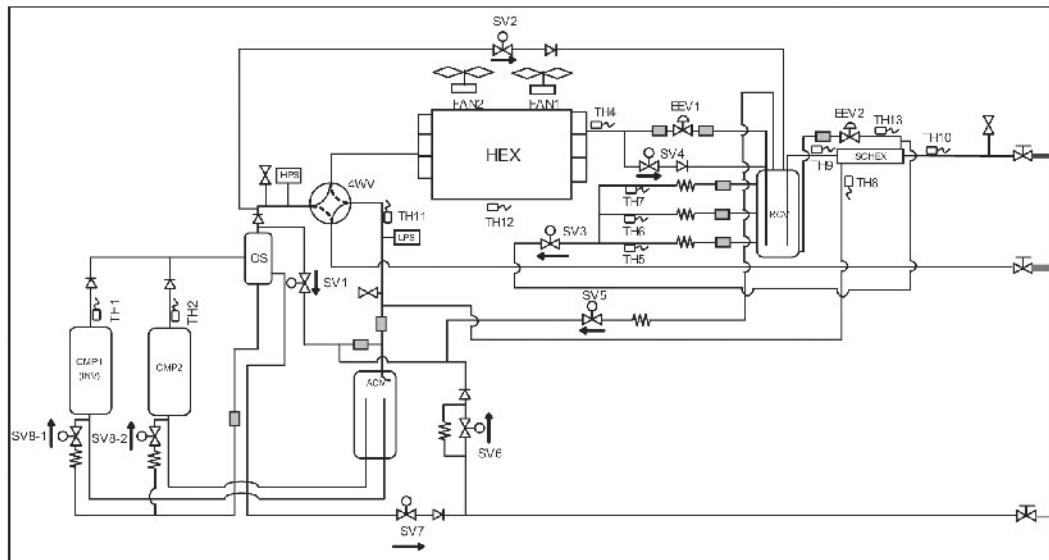 SV2
FAN2
FAN1
TH4
EEV1
EEV2
TH13
TH10
HEX
TH9
SCHEX
SV4
TH8
HPS
4WV
TH7
RCV
TH11
TH12
TH6
LPS
SV3
TH5
OS
SV1
SV5
TH1
TH2
CMP1
(INV)
CMP2
ACM
SV8-1
SV8-2
SV6
SV7